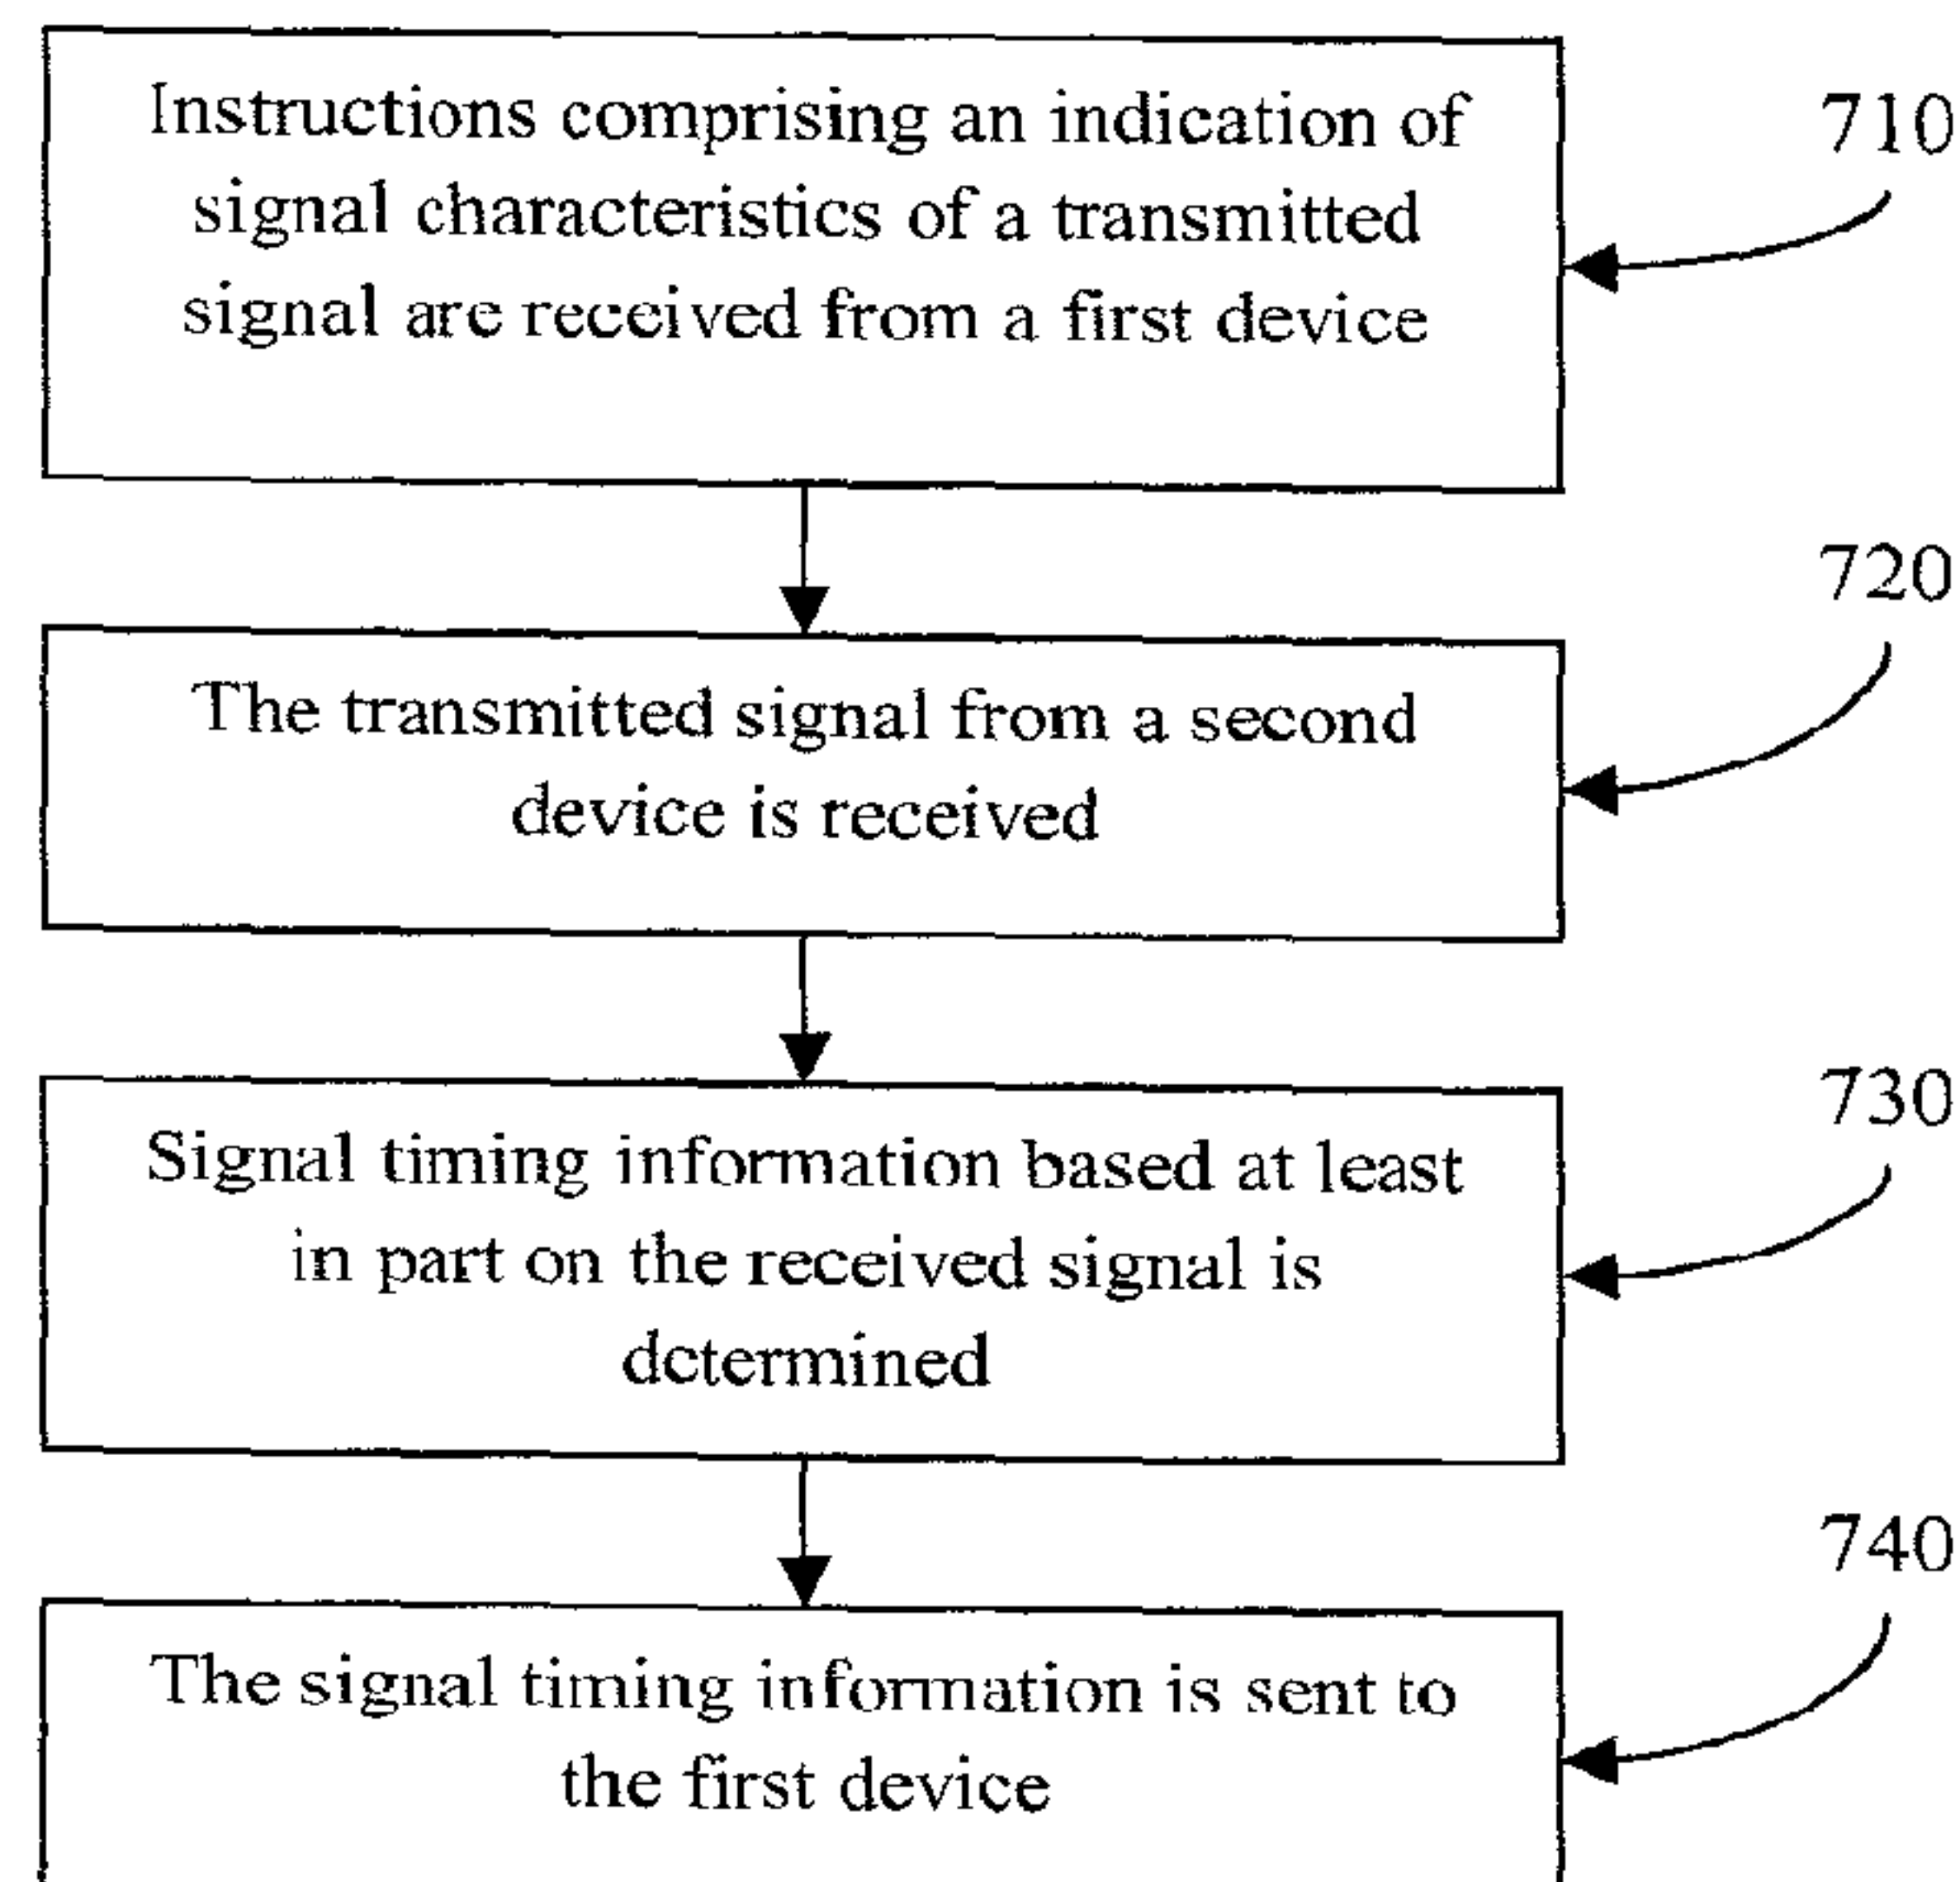 Instructions comprising an indication of
signal characteristics of a transmitted
signal are received from a first device
710
The transmitted signal from a second
device is received
720
Signal timing information based at least
in part on the received signal is
determined
730
The signal timing information is sent to
the first device
740